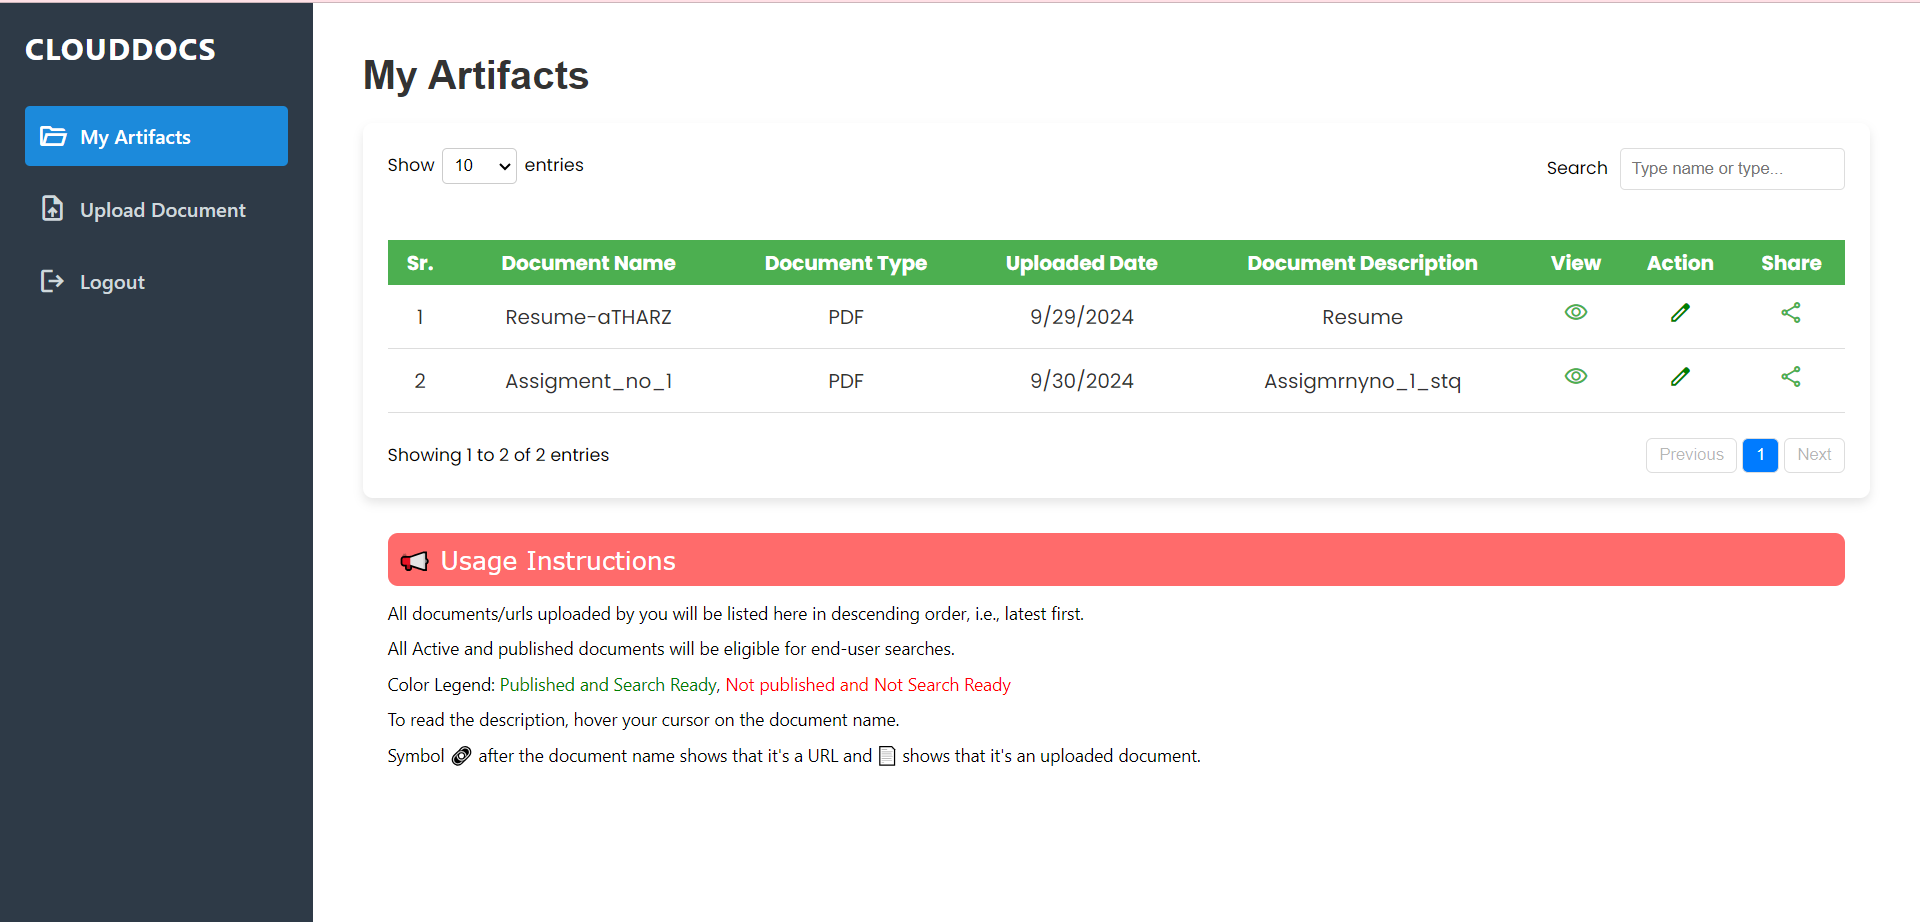 CLOUDDOCS
My Artifacts
Upload Document
Logout
My Artifacts
Show 10 entries
Search Type name or type...
Sr. Document Name Document Type Uploaded Date Document Description View Action Share
1 Resume-aTHARZ PDF 9/29/2024 Resume
2 Assigment_no_1 PDF 9/30/2024 Assigmrnyno_1_stq
Showing 1 to 2 of 2 entries
Previous 1 Next
Usage Instructions
All documents/urls uploaded by you will be listed here in descending order, i.e., latest first.
All Active and published documents will be eligible for end-user searches.
Color Legend: Published and Search Ready, Not published and Not Search Ready
To read the description, hover your cursor on the document name.
Symbol after the document name shows that it's a URL and shows that it's an uploaded document.